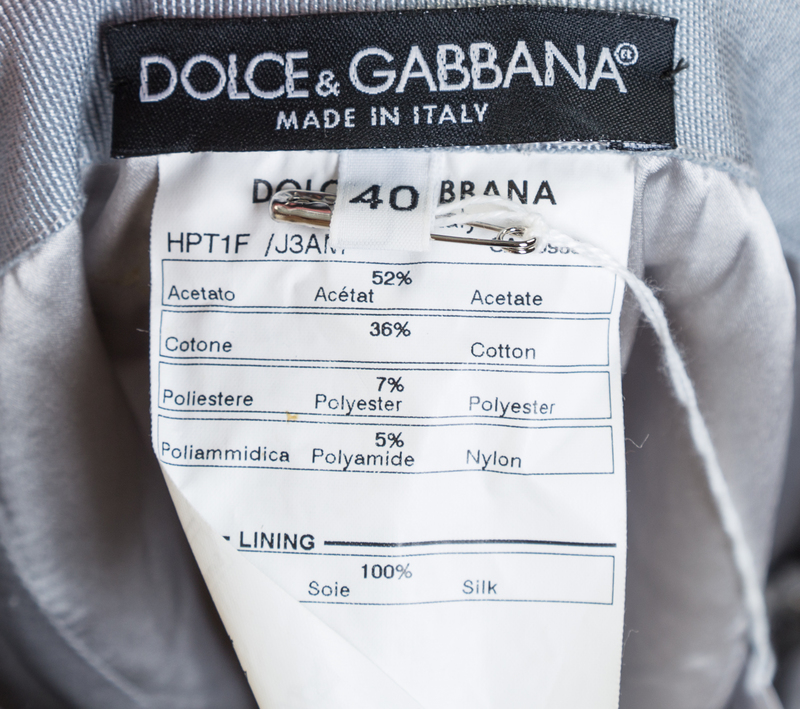 DOLCE & GABBANA®
MADE IN ITALY
40
HPT1F
52%
Acetato Acétat Acetate
36%
Cotone Cotton
7%
Poliestere Polyester Polyester
5%
Poliammidica Polyamide Nylon
LINING
100%
Soie Silk